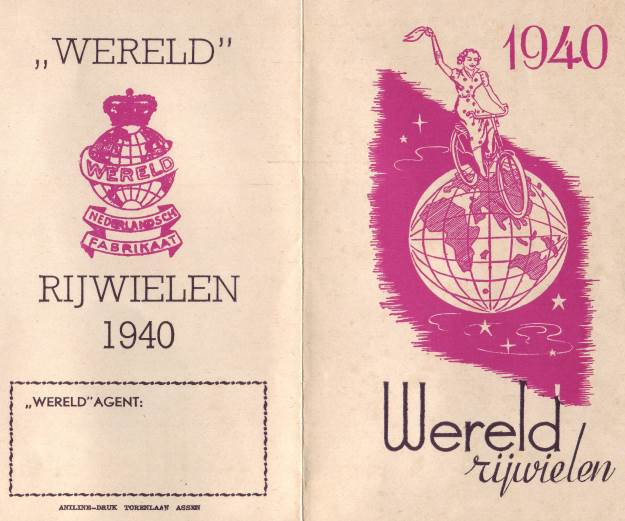 „WERELD”
WERELD
NEDERLANDSCH
FABRIKAAT
RIJWIELEN
1940
„WERELD” AGENT:
ANILINE-DRUK TORENLAAN ASSEN
1940
Wereld
rijwielen